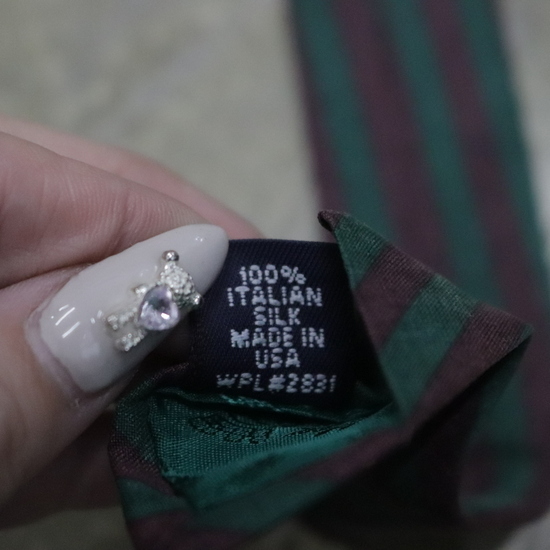 100%
ITALIAN
SILK
MADE IN
USA
WPL#2831